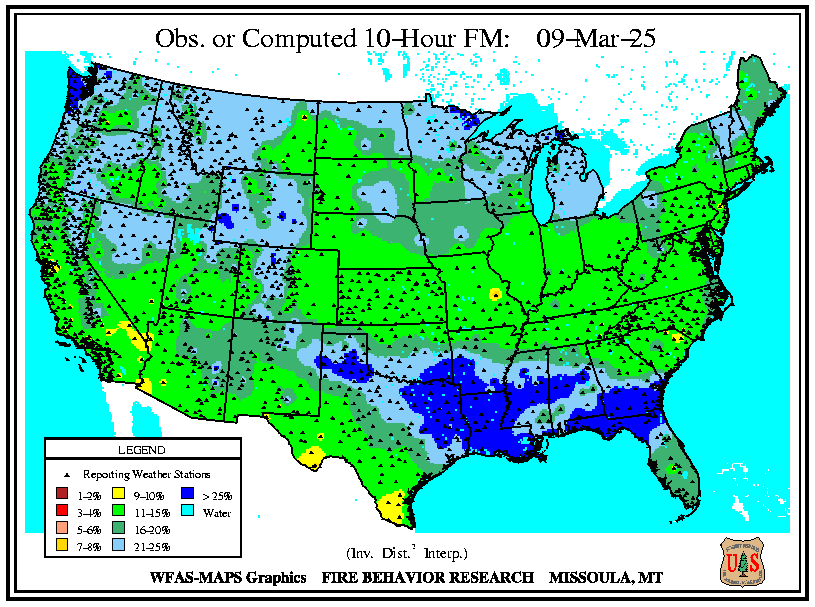 Obs. or Computed 10-Hour FM: 09-Mar-25
LEGEND
Reporting Weather Stations
1-2% 9-10% > 25%
3-4% 11-15% Water
5-6% 16-20%
7-8% 21-25%
(Inv. Dist.² Interp.)
WFAS-MAPS Graphics FIRE BEHAVIOR RESEARCH MISSOULA, MT
U S